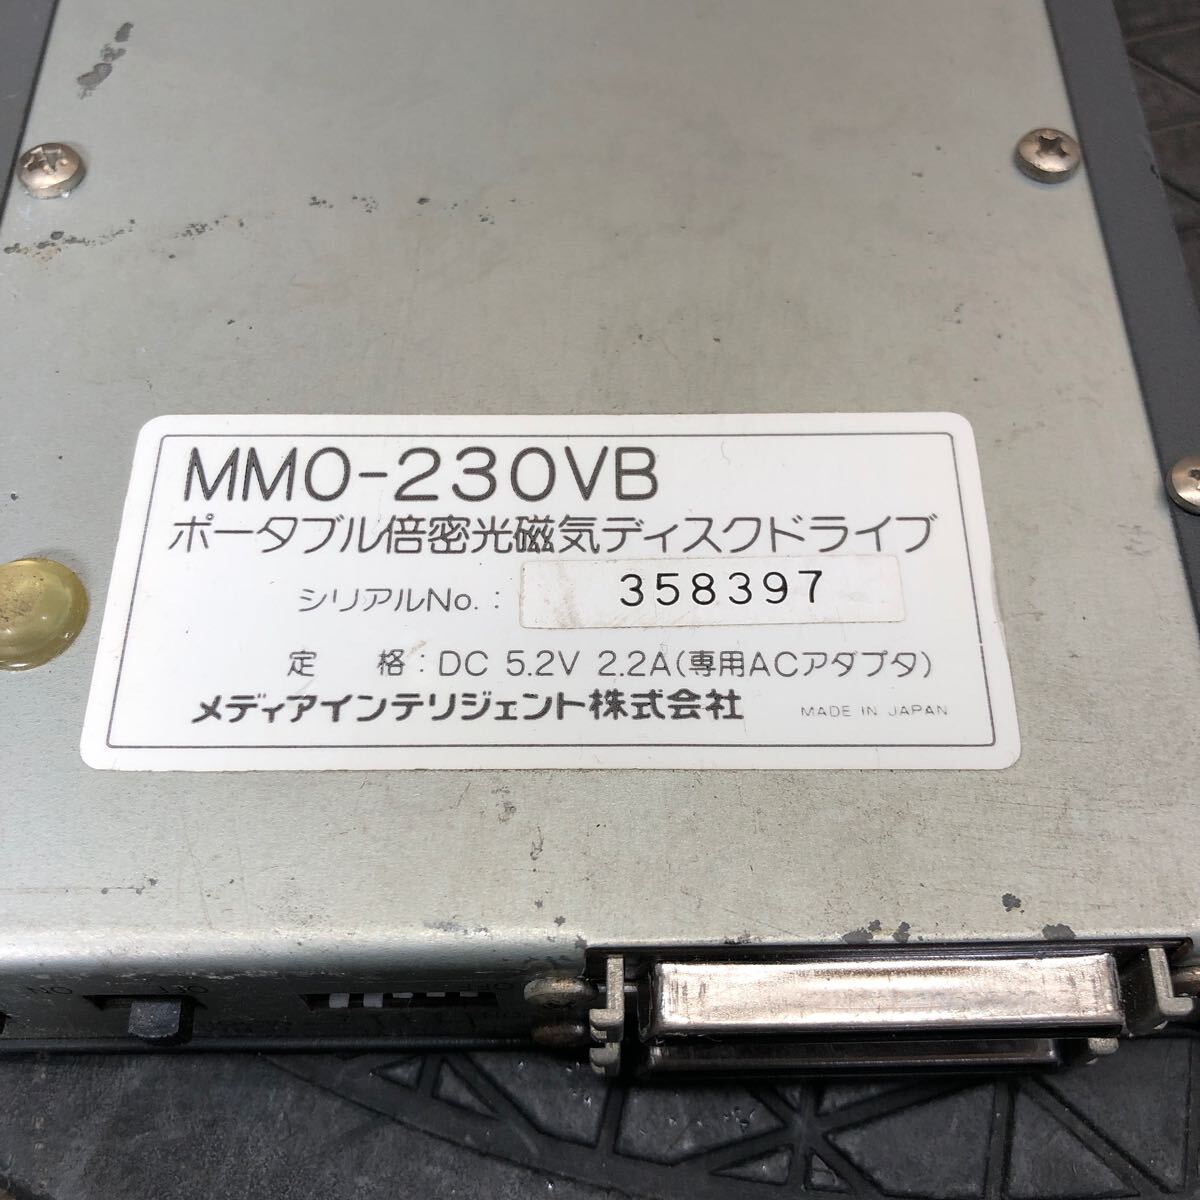 MMO-230VB
ポータブル倍密光磁気ディスクドライブ
シリアルNo.: 358397
定 格: DC 5.2V 2.2A(専用ACアダプタ)
メディアインテリジェント株式会社 MADE IN JAPAN
ON OFF OFF